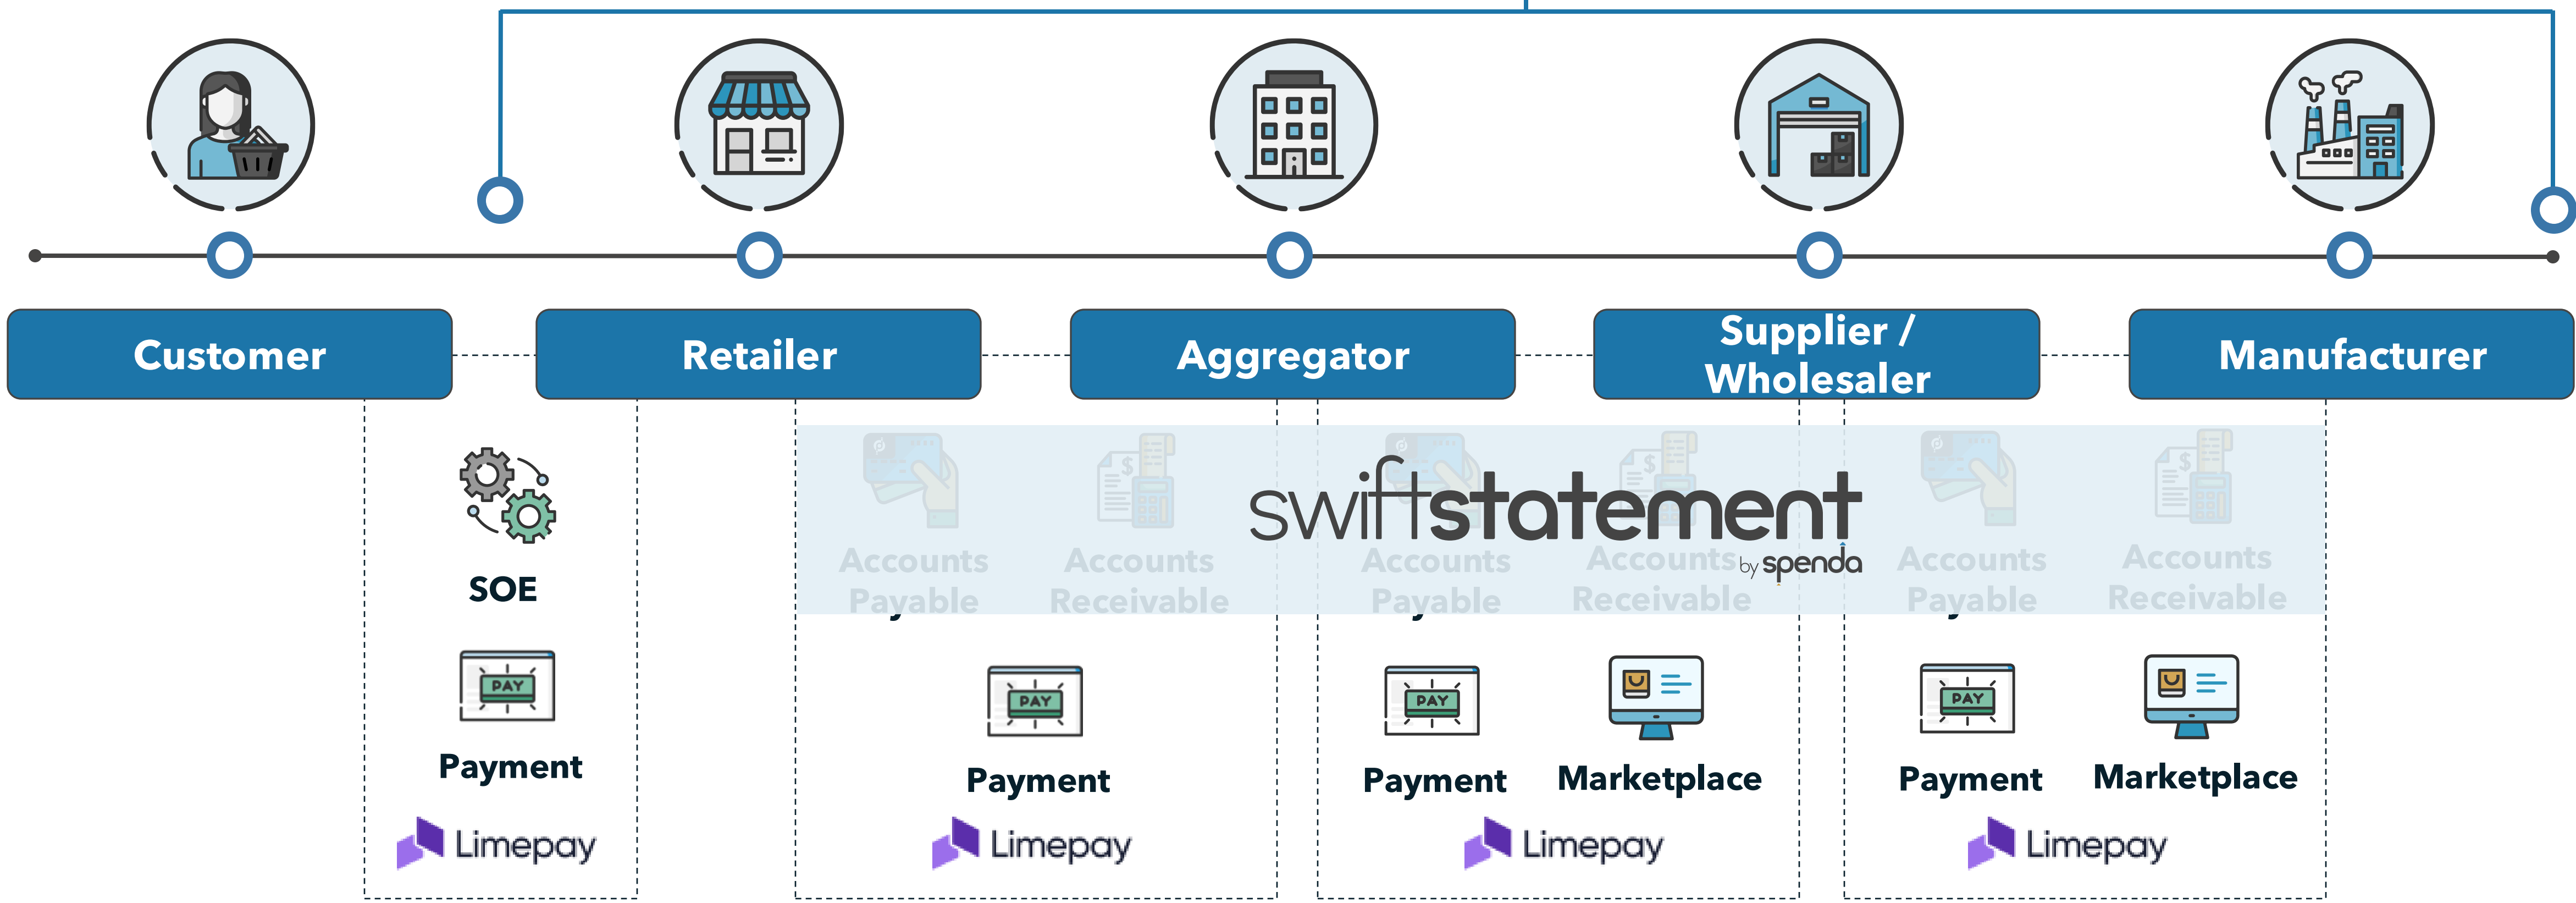 Customer
Retailer
Aggregator
Supplier /
Wholesaler
Manufacturer
SOE
Payment
Limepay
Accounts
Payable
Accounts
Receivable
Accounts
Payable
Accounts
Receivable
Accounts
Payable
Accounts
Receivable
swiftstatement
by spenda
$
$
$
PAY
Payment
Limepay
PAY
PAY
Payment
Marketplace
Limepay
PAY
Payment
Marketplace
Limepay